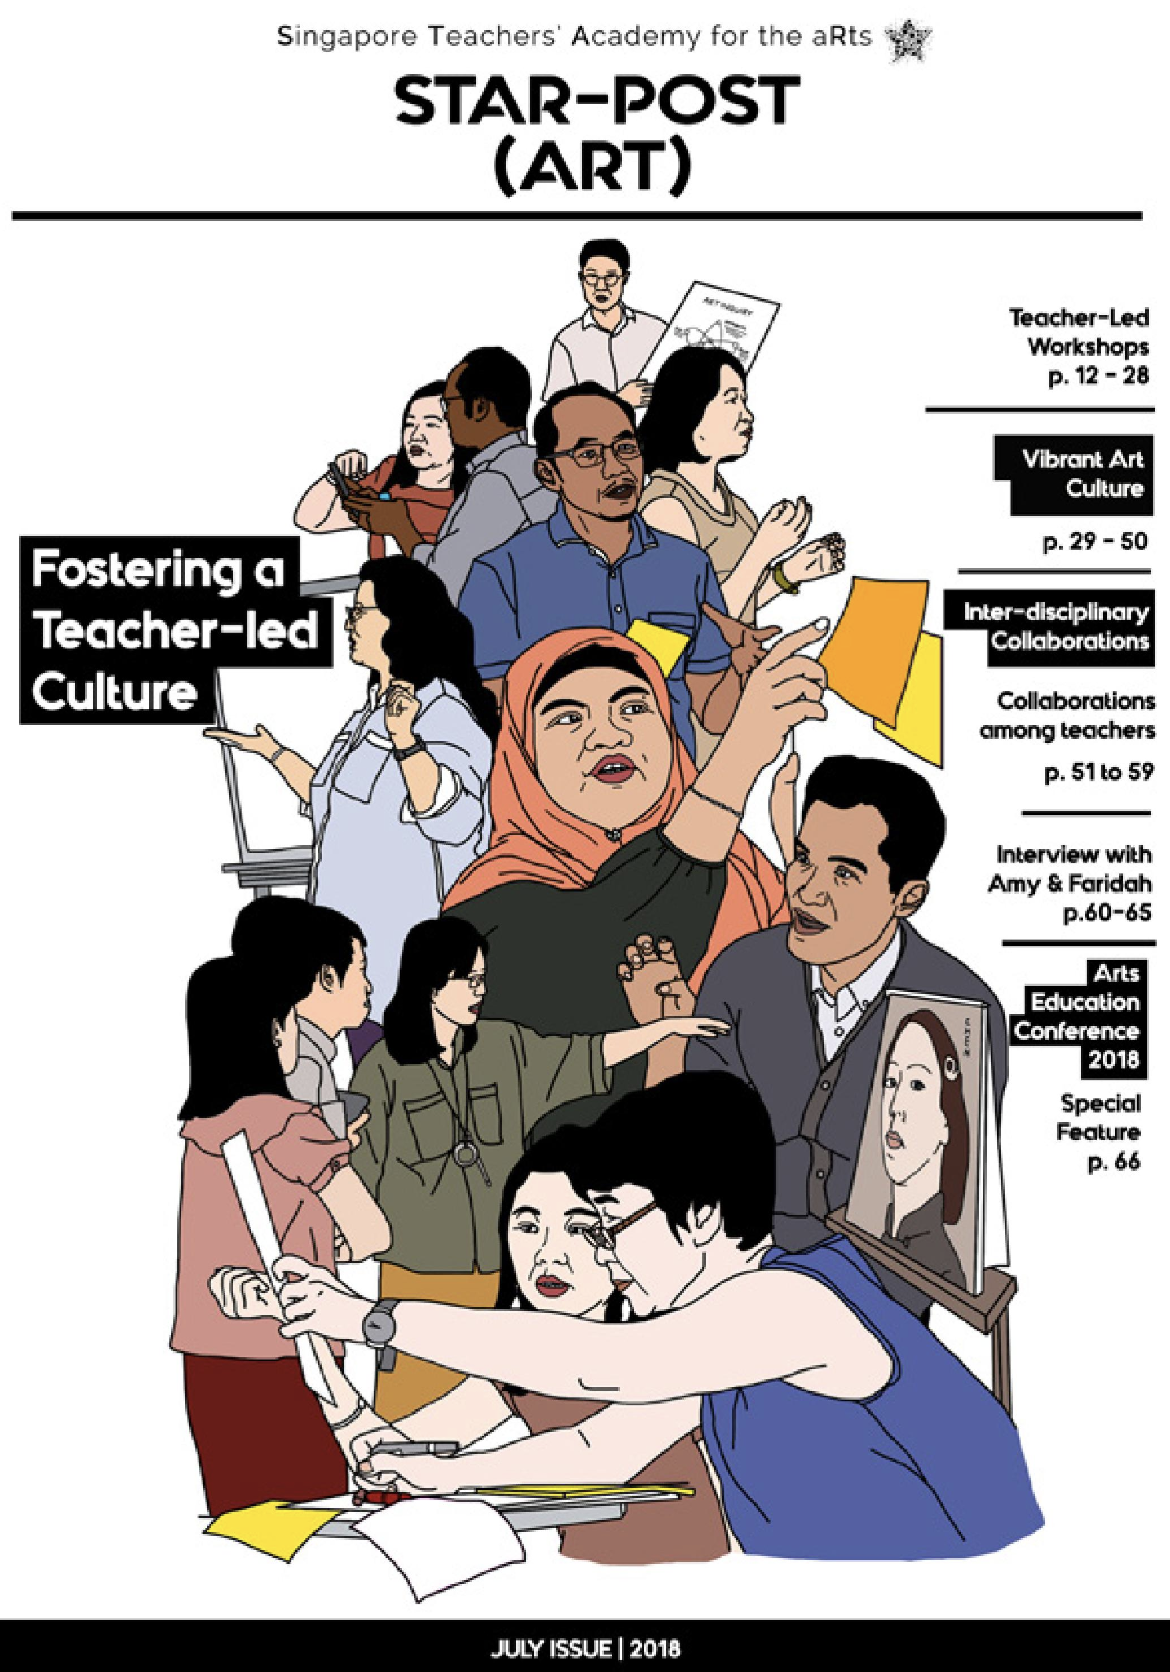 Singapore Teachers' Academy for the aRts
STAR-POST
(ART)
ART INQUIRY
Teacher-Led
Workshops
p. 12 - 28
Vibrant Art
Culture
p. 29 - 50
Fostering a
Teacher-led
Culture
Inter-disciplinary
Collaborations
Collaborations
among teachers
p. 51 to 59
Interview with
Amy & Faridah
p.60-65
Arts
Education
Conference
2018
Special
Feature
p. 66
JULY ISSUE | 2018